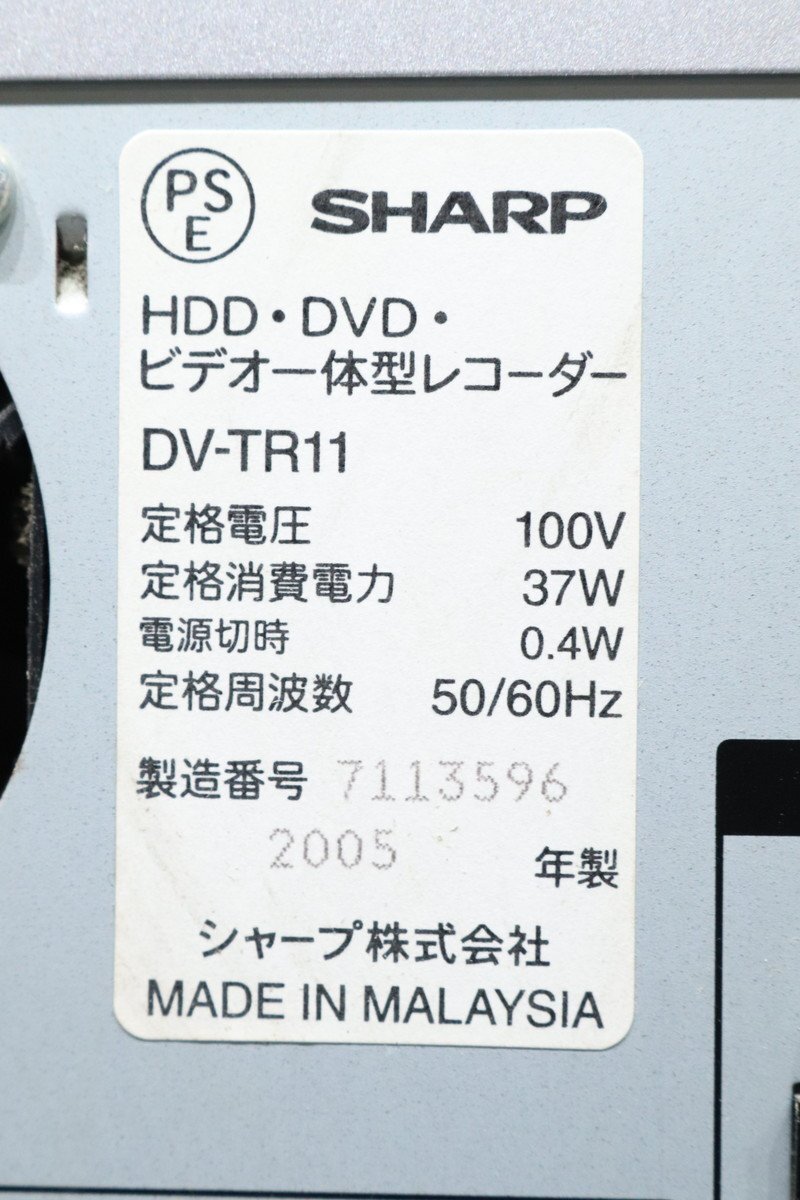 PS
E
SHARP
HDD・DVD・
ビデオ一体型レコーダー
DV-TR11
定格電圧 100V
定格消費電力 37W
電源切時 0.4W
定格周波数 50/60Hz
製造番号 7113596
2005 年製
シャープ株式会社
MADE IN MALAYSIA